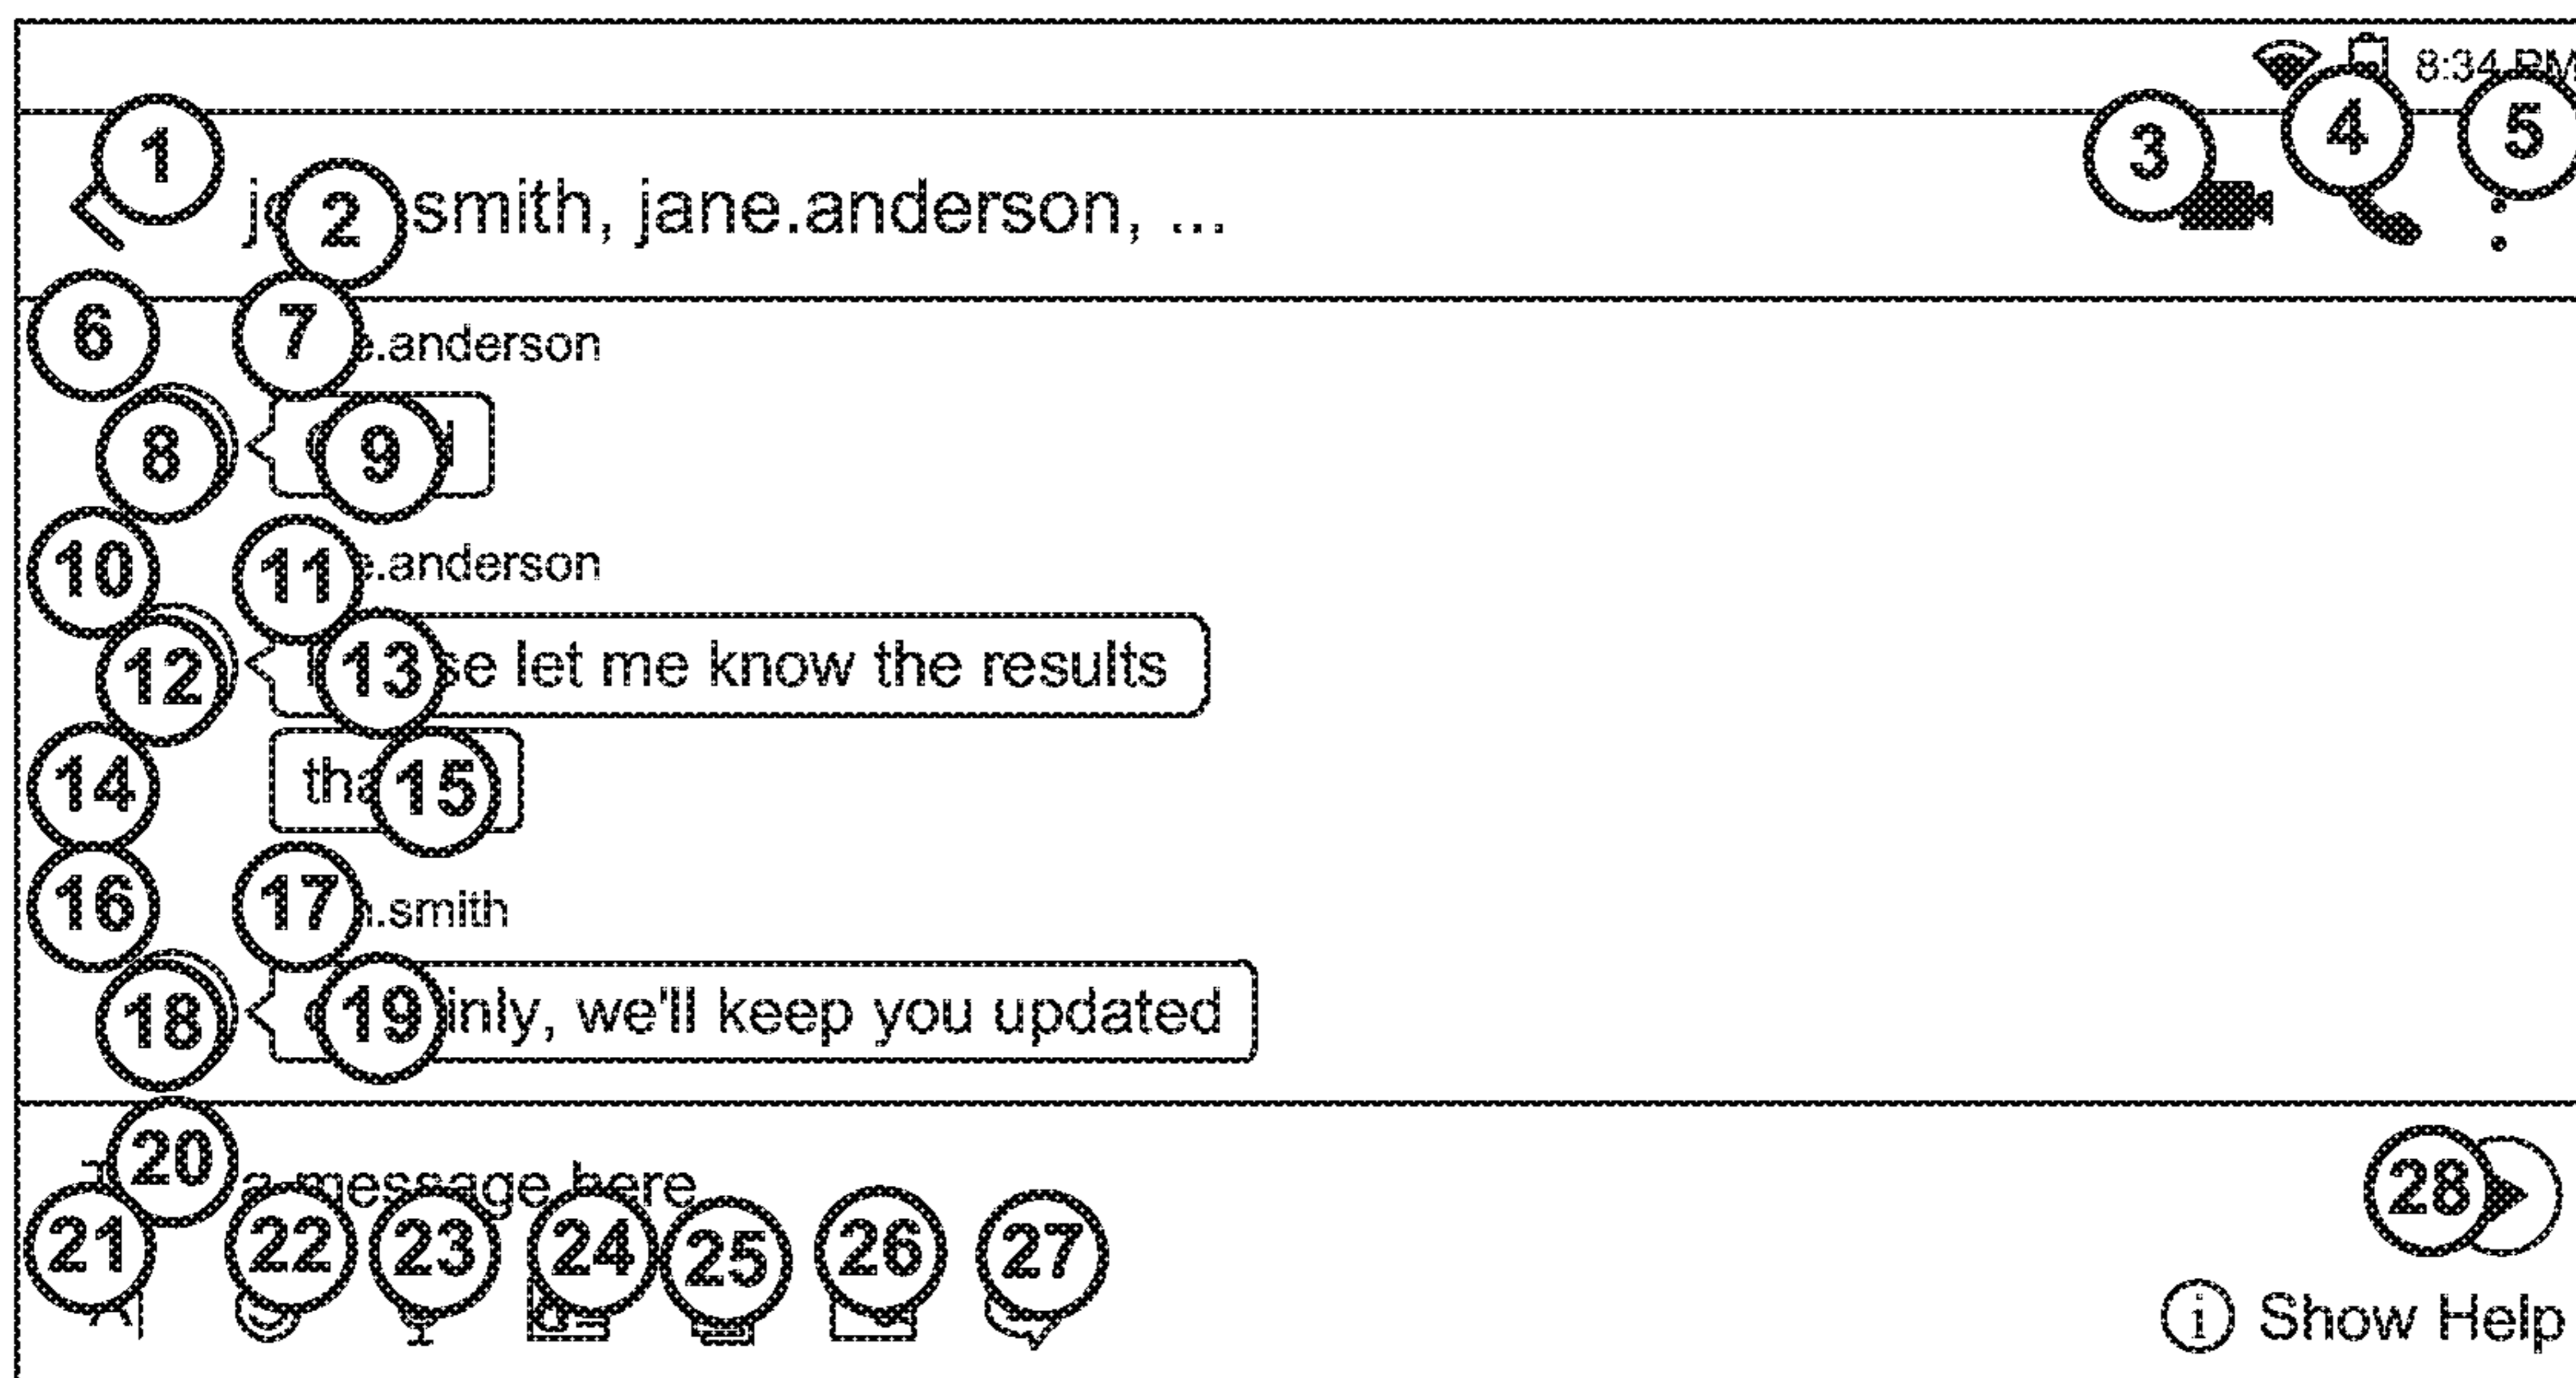 8:34 PM
1 3 4 5
2 smith, jane.anderson, ...
6 7 e.anderson
8 9
10 11 e.anderson
12 13 se let me know the results
14 15
16 17 n.smith
18 19 inly, we'll keep you updated
20 a message here 28
21 22 23 24 25 26 27
i Show Help